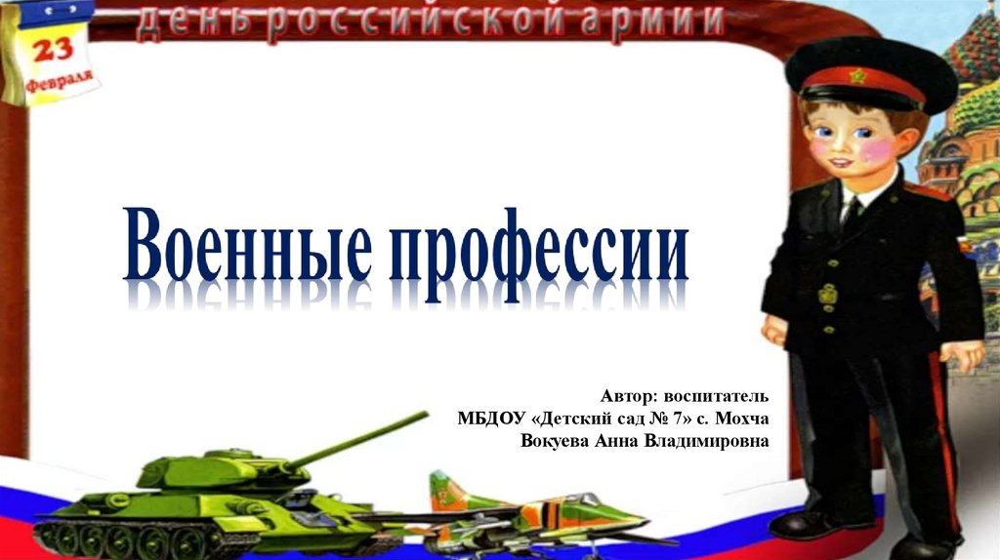 день российской армии
23
Февраля
Военные профессии
Автор: воспитатель
МБДОУ «Детский сад № 7» с. Мохча
Вокуева Анна Владимировна